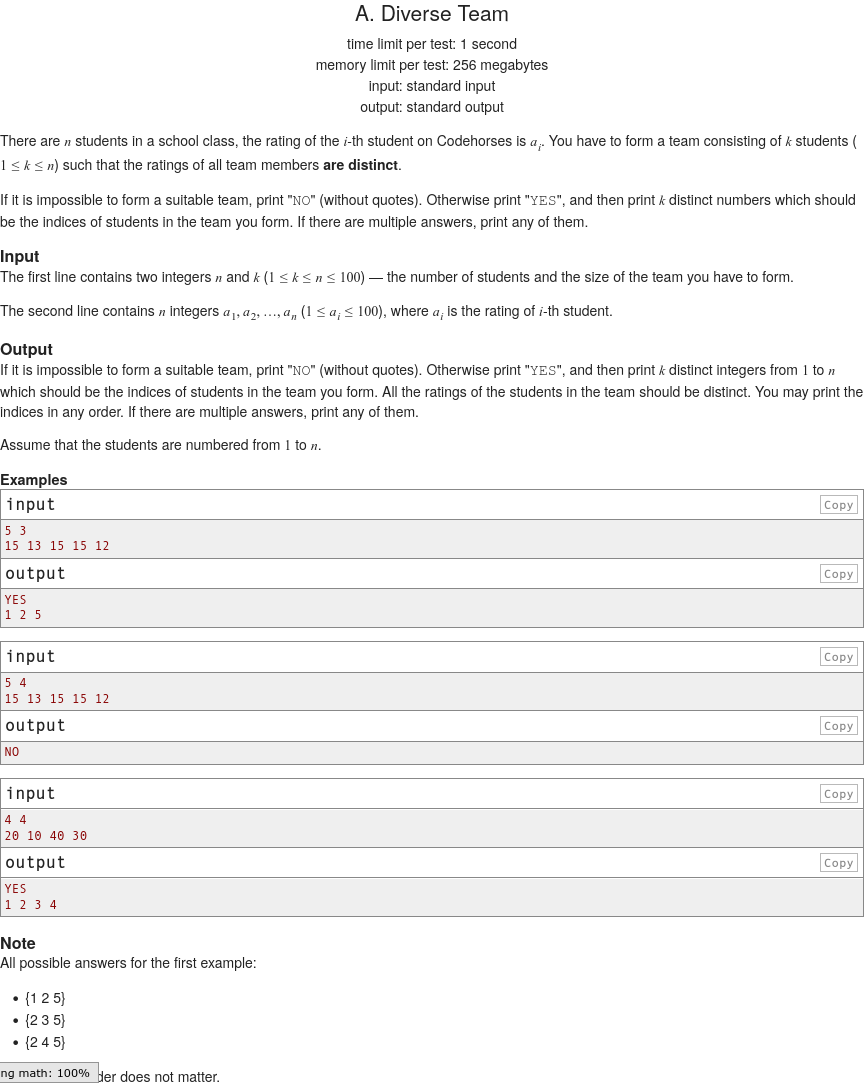 A. Diverse Team
time limit per test: 1 second
memory limit per test: 256 megabytes
input: standard input
output: standard output
There are n students in a school class, the rating of the i-th student on Codehorses is a_i. You have to form a team consisting of k students (
1 ≤ k ≤ n) such that the ratings of all team members are distinct.
If it is impossible to form a suitable team, print "NO" (without quotes). Otherwise print "YES", and then print k distinct numbers which should
be the indices of students in the team you form. If there are multiple answers, print any of them.
Input
The first line contains two integers n and k (1 ≤ k ≤ n ≤ 100) — the number of students and the size of the team you have to form.
The second line contains n integers a_1, a_2, …, a_n (1 ≤ a_i ≤ 100), where a_i is the rating of i-th student.
Output
If it is impossible to form a suitable team, print "NO" (without quotes). Otherwise print "YES", and then print k distinct integers from 1 to n
which should be the indices of students in the team you form. All the ratings of the students in the team should be distinct. You may print the
indices in any order. If there are multiple answers, print any of them.
Assume that the students are numbered from 1 to n.
Examples
input Copy
5 3
15 13 15 15 12
output Copy
YES
1 2 5
input Copy
5 4
15 13 15 15 12
output Copy
NO
input Copy
4 4
20 10 40 30
output Copy
YES
1 2 3 4
Note
All possible answers for the first example:
• {1 2 5}
• {2 3 5}
• {2 4 5}
ng math: 100% der does not matter.